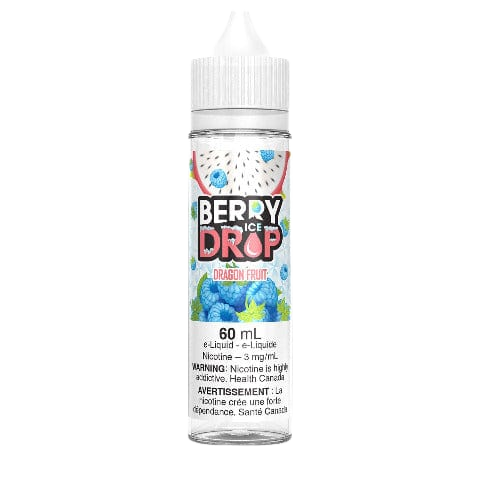 BERRY
ICE
DROP
DRAGON FRUIT
60 mL
e-Liquid – e-Liquide
Nicotine – 3 mg/mL
WARNING: Nicotine is highly
addictive. Health Canada
AVERTISSEMENT : La
nicotine crée une forte
dépendance. Santé Canada